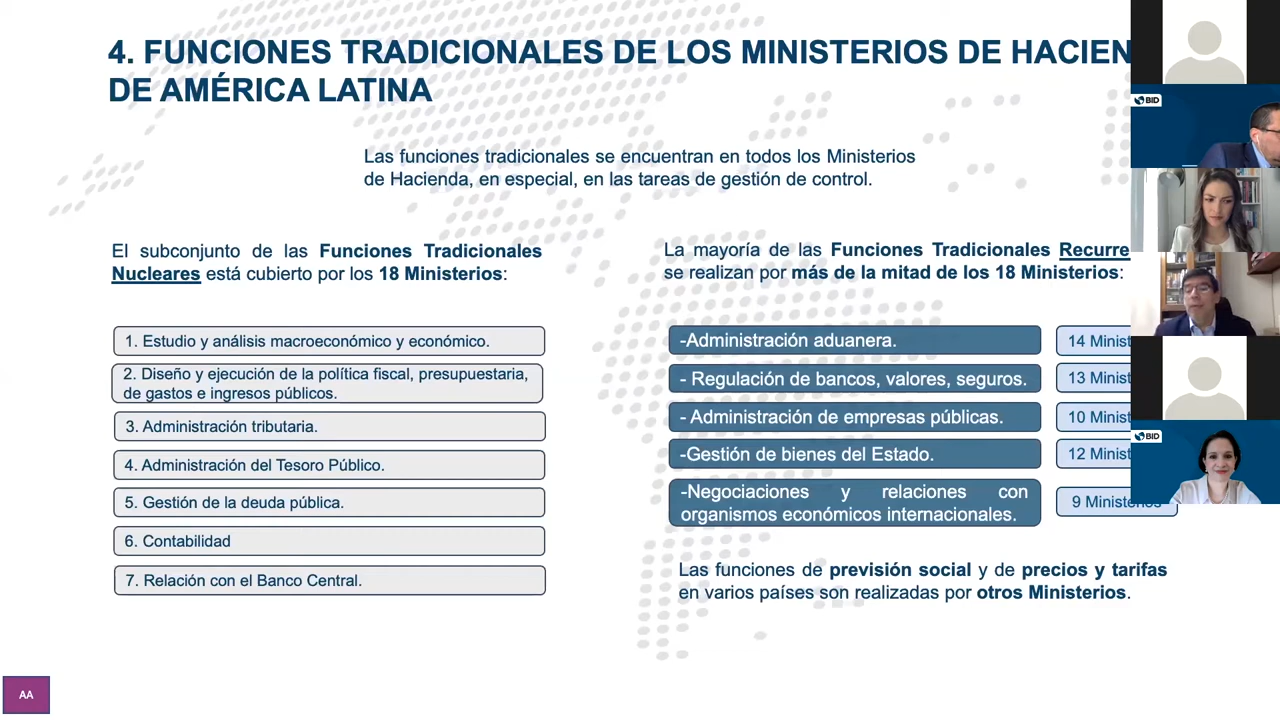 4. FUNCIONES TRADICIONALES DE LOS MINISTERIOS DE HACIEN
DE AMÉRICA LATINA
Las funciones tradicionales se encuentran en todos los Ministerios
de Hacienda, en especial, en las tareas de gestión de control.
El subconjunto de las Funciones Tradicionales
Nucleares está cubierto por los 18 Ministerios:
1. Estudio y análisis macroeconómico y económico.
2. Diseño y ejecución de la política fiscal, presupuestaria,
de gastos e ingresos públicos.
3. Administración tributaria.
4. Administración del Tesoro Público.
5. Gestión de la deuda pública.
6. Contabilidad
7. Relación con el Banco Central.
La mayoría de las Funciones Tradicionales Recurre
se realizan por más de la mitad de los 18 Ministerios:
-Administración aduanera.
14 Minist
- Regulación de bancos, valores, seguros.
13 Minist
- Administración de empresas públicas.
10 Minist
-Gestión de bienes del Estado.
12 Minist
-Negociaciones y relaciones con
organismos económicos internacionales.
9 Ministerios
Las funciones de previsión social y de precios y tarifas
en varios países son realizadas por otros Ministerios.
BID
BID
AA